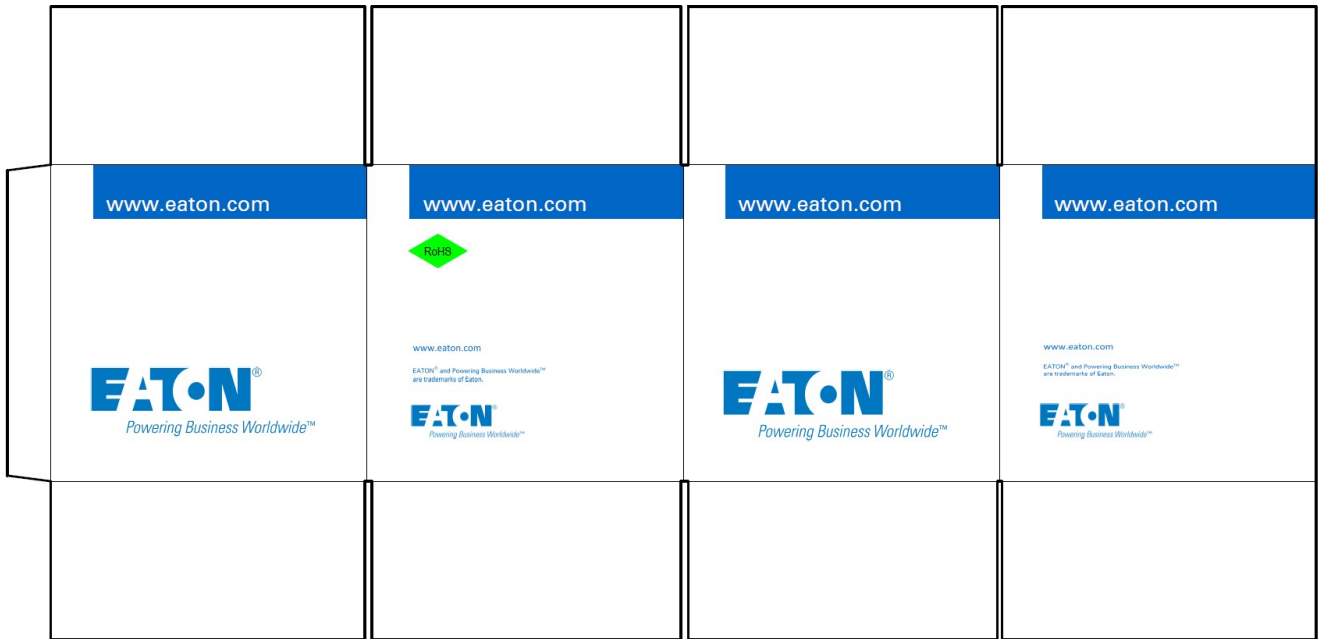 www.eaton.com
EATON®
Powering Business Worldwide™
www.eaton.com
RoHS
www.eaton.com
EATON® and Powering Business Worldwide™
are trademarks of Eaton.
EATON®
Powering Business Worldwide™
www.eaton.com
EATON®
Powering Business Worldwide™
www.eaton.com
www.eaton.com
EATON® and Powering Business Worldwide™
are trademarks of Eaton.
EATON®
Powering Business Worldwide™